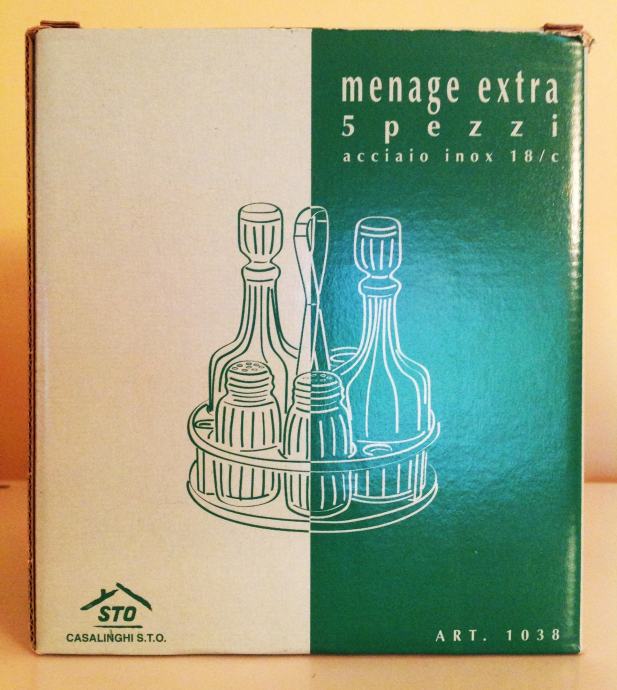 menage extra
5 pezzi
acciaio inox 18/c
STO
CASALINGHI S.T.O.
ART. 1038